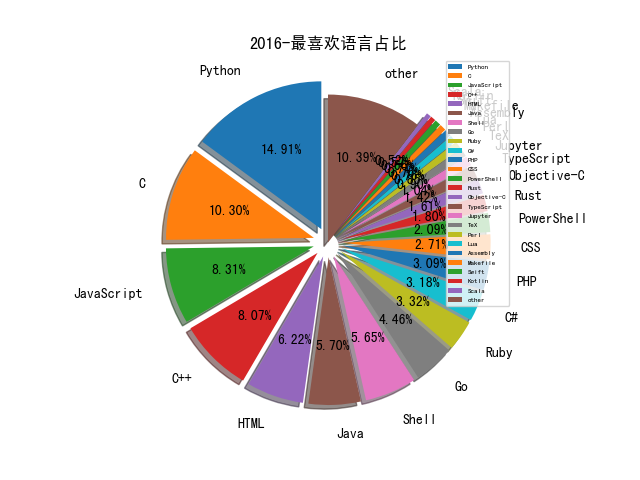 2016-最喜欢语言占比
Python
14.91%
C
10.30%
JavaScript
8.31%
C++
8.07%
HTML
6.22%
Java
5.70%
Shell
5.65%
Go
4.46%
Ruby
3.32%
C#
3.18%
PHP
3.09%
CSS
2.71%
PowerShell
2.09%
Rust
1.80%
Objective-C
1.61%
TypeScript
1.42%
Jupyter
TeX
Perl
other
10.39%
Python
C
JavaScript
C++
HTML
Java
Shell
Go
Ruby
C#
PHP
CSS
PowerShell
Rust
Objective-C
TypeScript
Jupyter
TeX
Perl
Lua
Assembly
Makefile
Swift
Kotlin
Scala
other